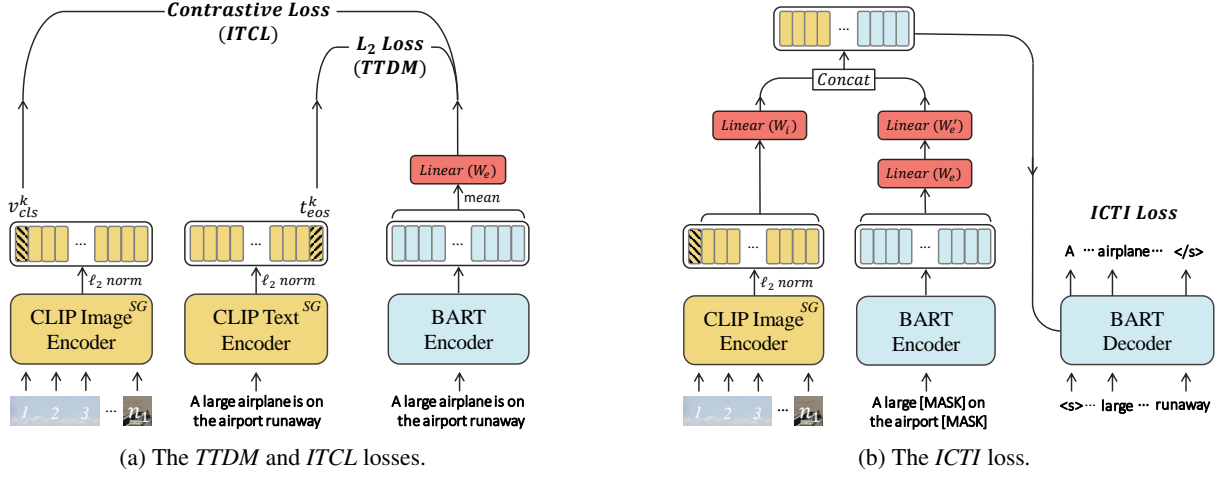 Contrastive Loss
(ITCL)
L₂ Loss
(TTDM)
Linear (Wₑ)
mean
v_cls^k
t_eos^k
...
...
...
ℓ₂ norm
ℓ₂ norm
CLIP Image SG
Encoder
CLIP Text SG
Encoder
BART
Encoder
1 2 3 ... n₁
A large airplane is on
the airport runaway
A large airplane is on
the airport runaway
(a) The TTDM and ITCL losses.
...
Concat
Linear (Wᵢ)
Linear (Wₑ′)
Linear (Wₑ)
...
...
ℓ₂ norm
CLIP Image SG
Encoder
BART
Encoder
1 2 3 ... n₁
A large [MASK] on
the airport [MASK]
ICTI Loss
A ... airplane ... </s>
BART
Decoder
<s> ... large ... runaway
(b) The ICTI loss.